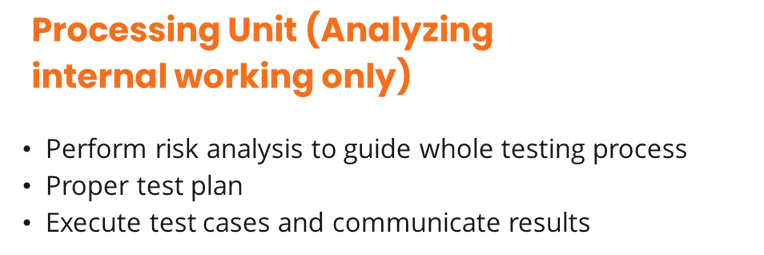 Processing Unit (Analyzing
internal working only)
• Perform risk analysis to guide whole testing process
• Proper test plan
• Execute test cases and communicate results